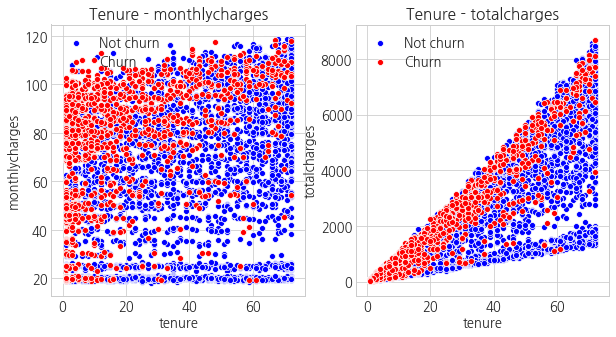 Tenure - monthlycharges
Not churn
Churn
120
100
80
60
40
20
0
20
40
60
monthlycharges
tenure
Tenure - totalcharges
Not churn
Churn
8000
6000
4000
2000
0
0
20
40
60
totalcharges
tenure